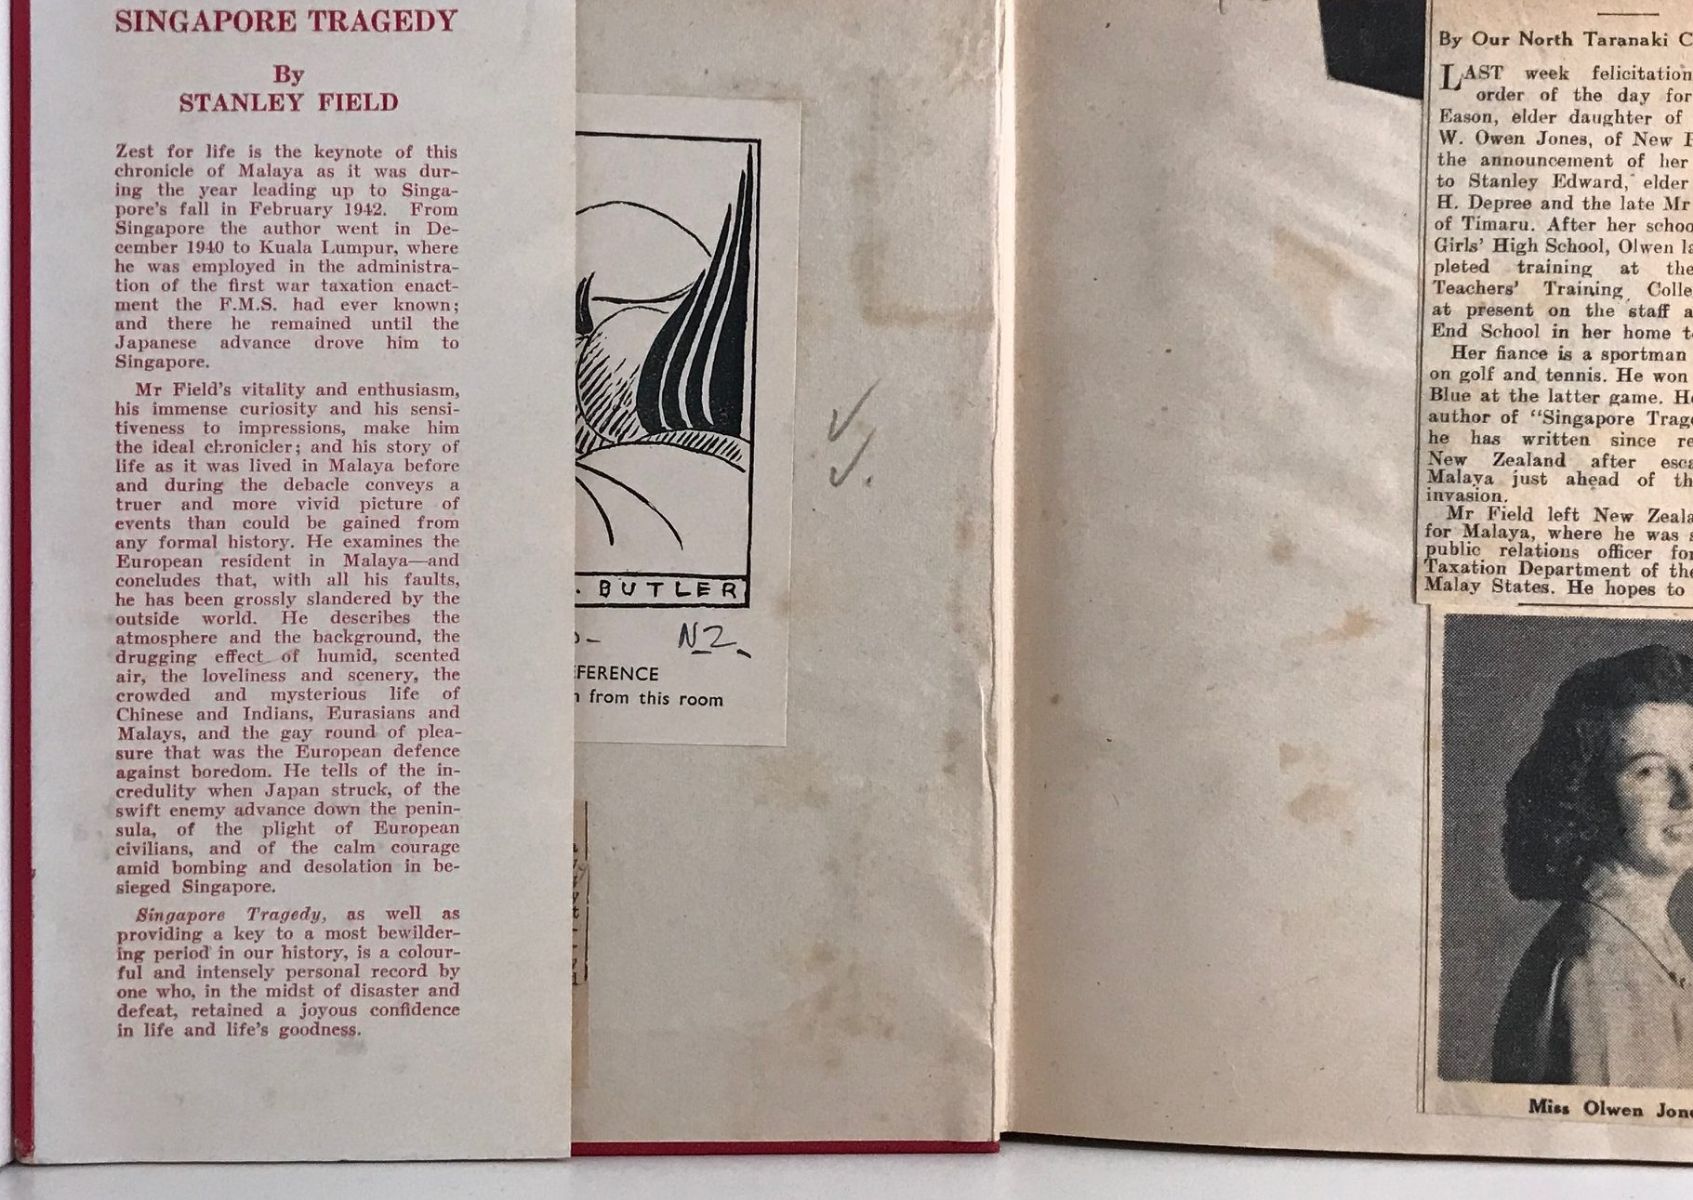 SINGAPORE TRAGEDY
By
STANLEY FIELD
Zest for life is the keynote of this
chronicle of Malaya as it was dur-
ing the year leading up to Singa-
pore's fall in February 1942. From
Singapore the author went in De-
cember 1940 to Kuala Lumpur, where
he was employed in the administra-
tion of the first war taxation enact-
ment the F.M.S. had ever known;
and there he remained until the
Japanese advance drove him to
Singapore.
Mr Field's vitality and enthusiasm,
his immense curiosity and his sensi-
tiveness to impressions, make him
the ideal chronicler; and his story of
life as it was lived in Malaya before
and during the debacle conveys a
truer and more vivid picture of
events than could be gained from
any formal history. He examines the
European resident in Malaya—and
concludes that, with all his faults,
he has been grossly slandered by the
outside world. He describes the
atmosphere and the background, the
drugging effect of humid, scented
air, the loveliness and scenery, the
crowded and mysterious life of
Chinese and Indians, Eurasians and
Malays, and the gay round of plea-
sure that was the European defence
against boredom. He tells of the in-
credulity when Japan struck, of the
swift enemy advance down the penin-
sula, of the plight of European
civilians, and of the calm courage
amid bombing and desolation in be-
sieged Singapore.
Singapore Tragedy, as well as
providing a key to a most bewilder-
ing period in our history, is a colour-
ful and intensely personal record by
one who, in the midst of disaster and
defeat, retained a joyous confidence
in life and life's goodness.
. BUTLER
N.Z.
FERENCE
from this room
By Our North Taranaki C
LAST week felicitation
order of the day for
Eason, elder daughter of
W. Owen Jones, of New
the announcement of her
to Stanley Edward, elder
H. Depree and the late Mr
of Timaru. After her schoo
Girls' High School, Olwen la
pleted training at the
Teachers' Training Colle
at present on the staff a
End School in her home t
Her fiance is a sportman
on golf and tennis. He won
Blue at the latter game. He
author of "Singapore Trage
he has written since re
New Zealand after esca
Malaya just ahead of th
invasion.
Mr Field left New Zeala
for Malaya, where he was s
public relations officer for
Taxation Department of the
Malay States. He hopes to
Miss Olwen Jone